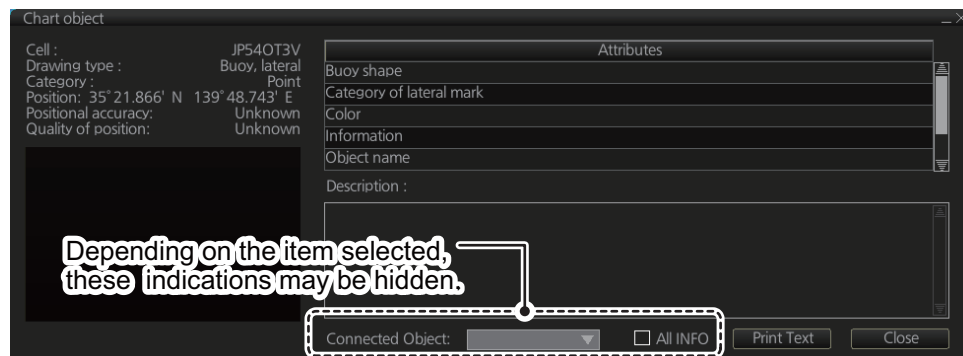 Chart object
Cell : JP54OT3V
Drawing type : Buoy, lateral
Category : Point
Position: 35°21.866' N 139°48.743' E
Positional accuracy: Unknown
Quality of position: Unknown
Attributes
Buoy shape
Category of lateral mark
Color
Information
Object name
Description :
Depending on the item selected,
these indications may be hidden.
Connected Object:
All INFO
Print Text
Close